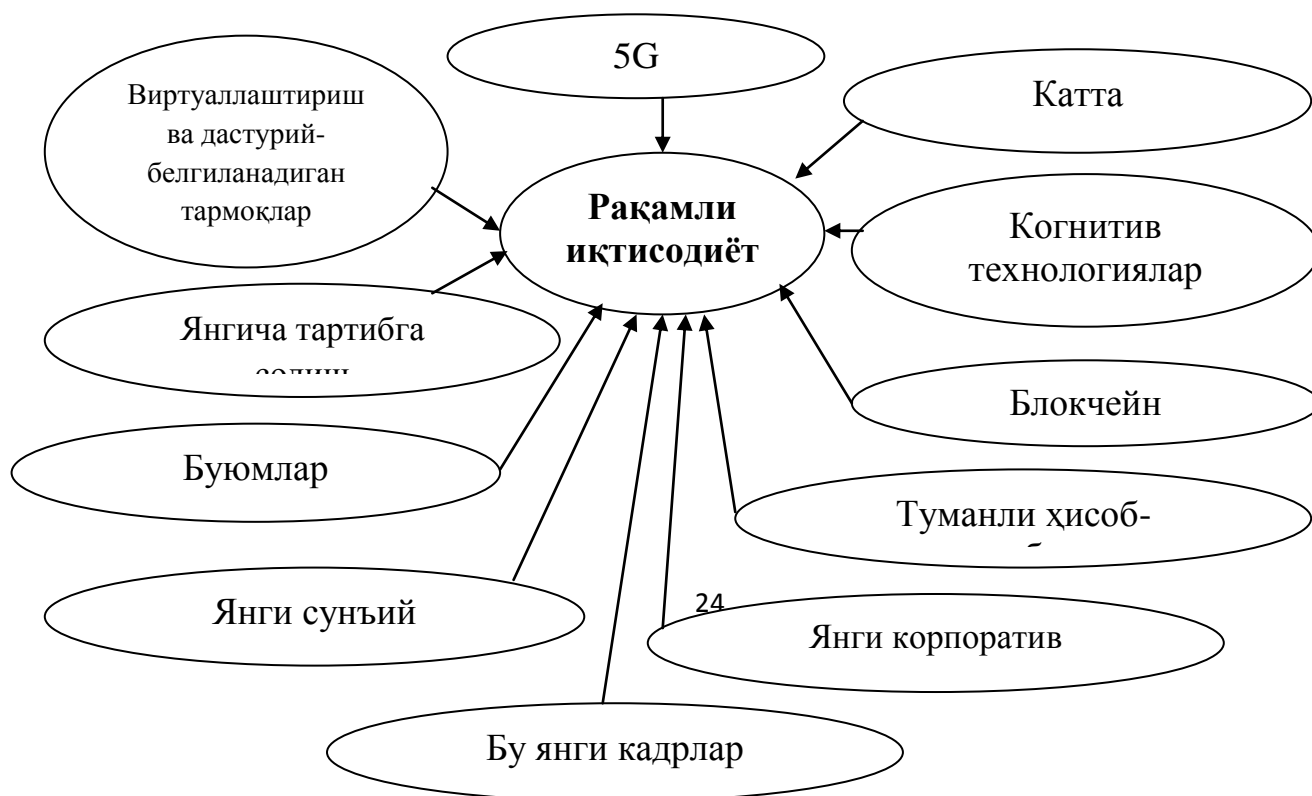 5G
Виртуаллаштириш
ва дастурий-
белгиланадиган
тармоқлар
Катта
Рақамли
иқтисодиёт
Когнитив
технологиялар
Янгича тартибга
Блокчейн
Буюмлар
Туманли ҳисоб-
Янги сунъий
24
Янги корпоратив
Бу янги кадрлар